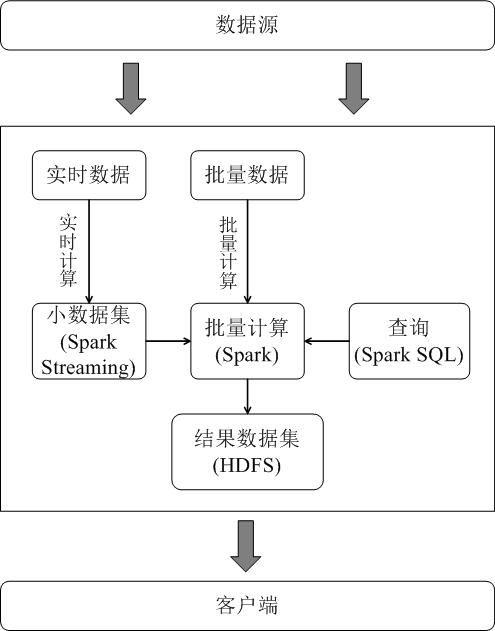 数据源
实时数据
批量数据
实时计算
批量计算
小数据集
(Spark
Streaming)
批量计算
(Spark)
查询
(Spark SQL)
结果数据集
(HDFS)
客户端